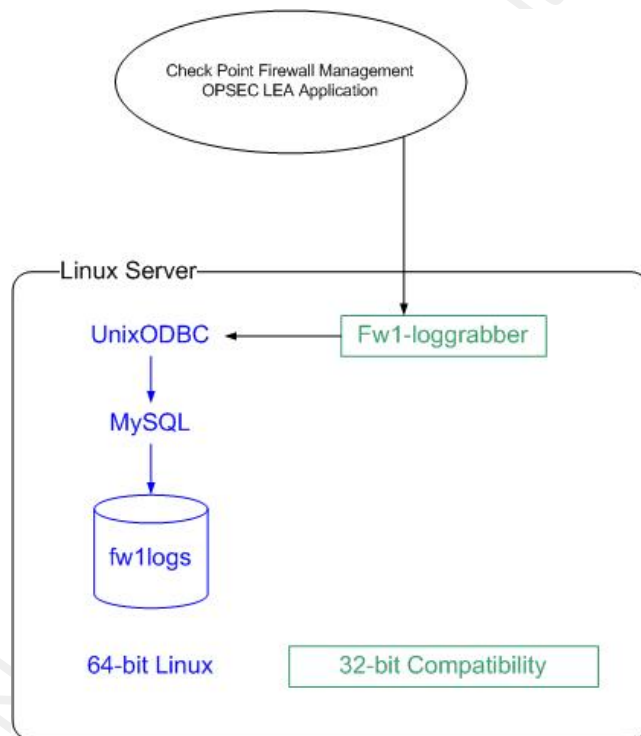 Check Point Firewall Management
OPSEC LEA Application
Linux Server
UnixODBC
Fw1-loggrabber
MySQL
fw1logs
64-bit Linux
32-bit Compatibility